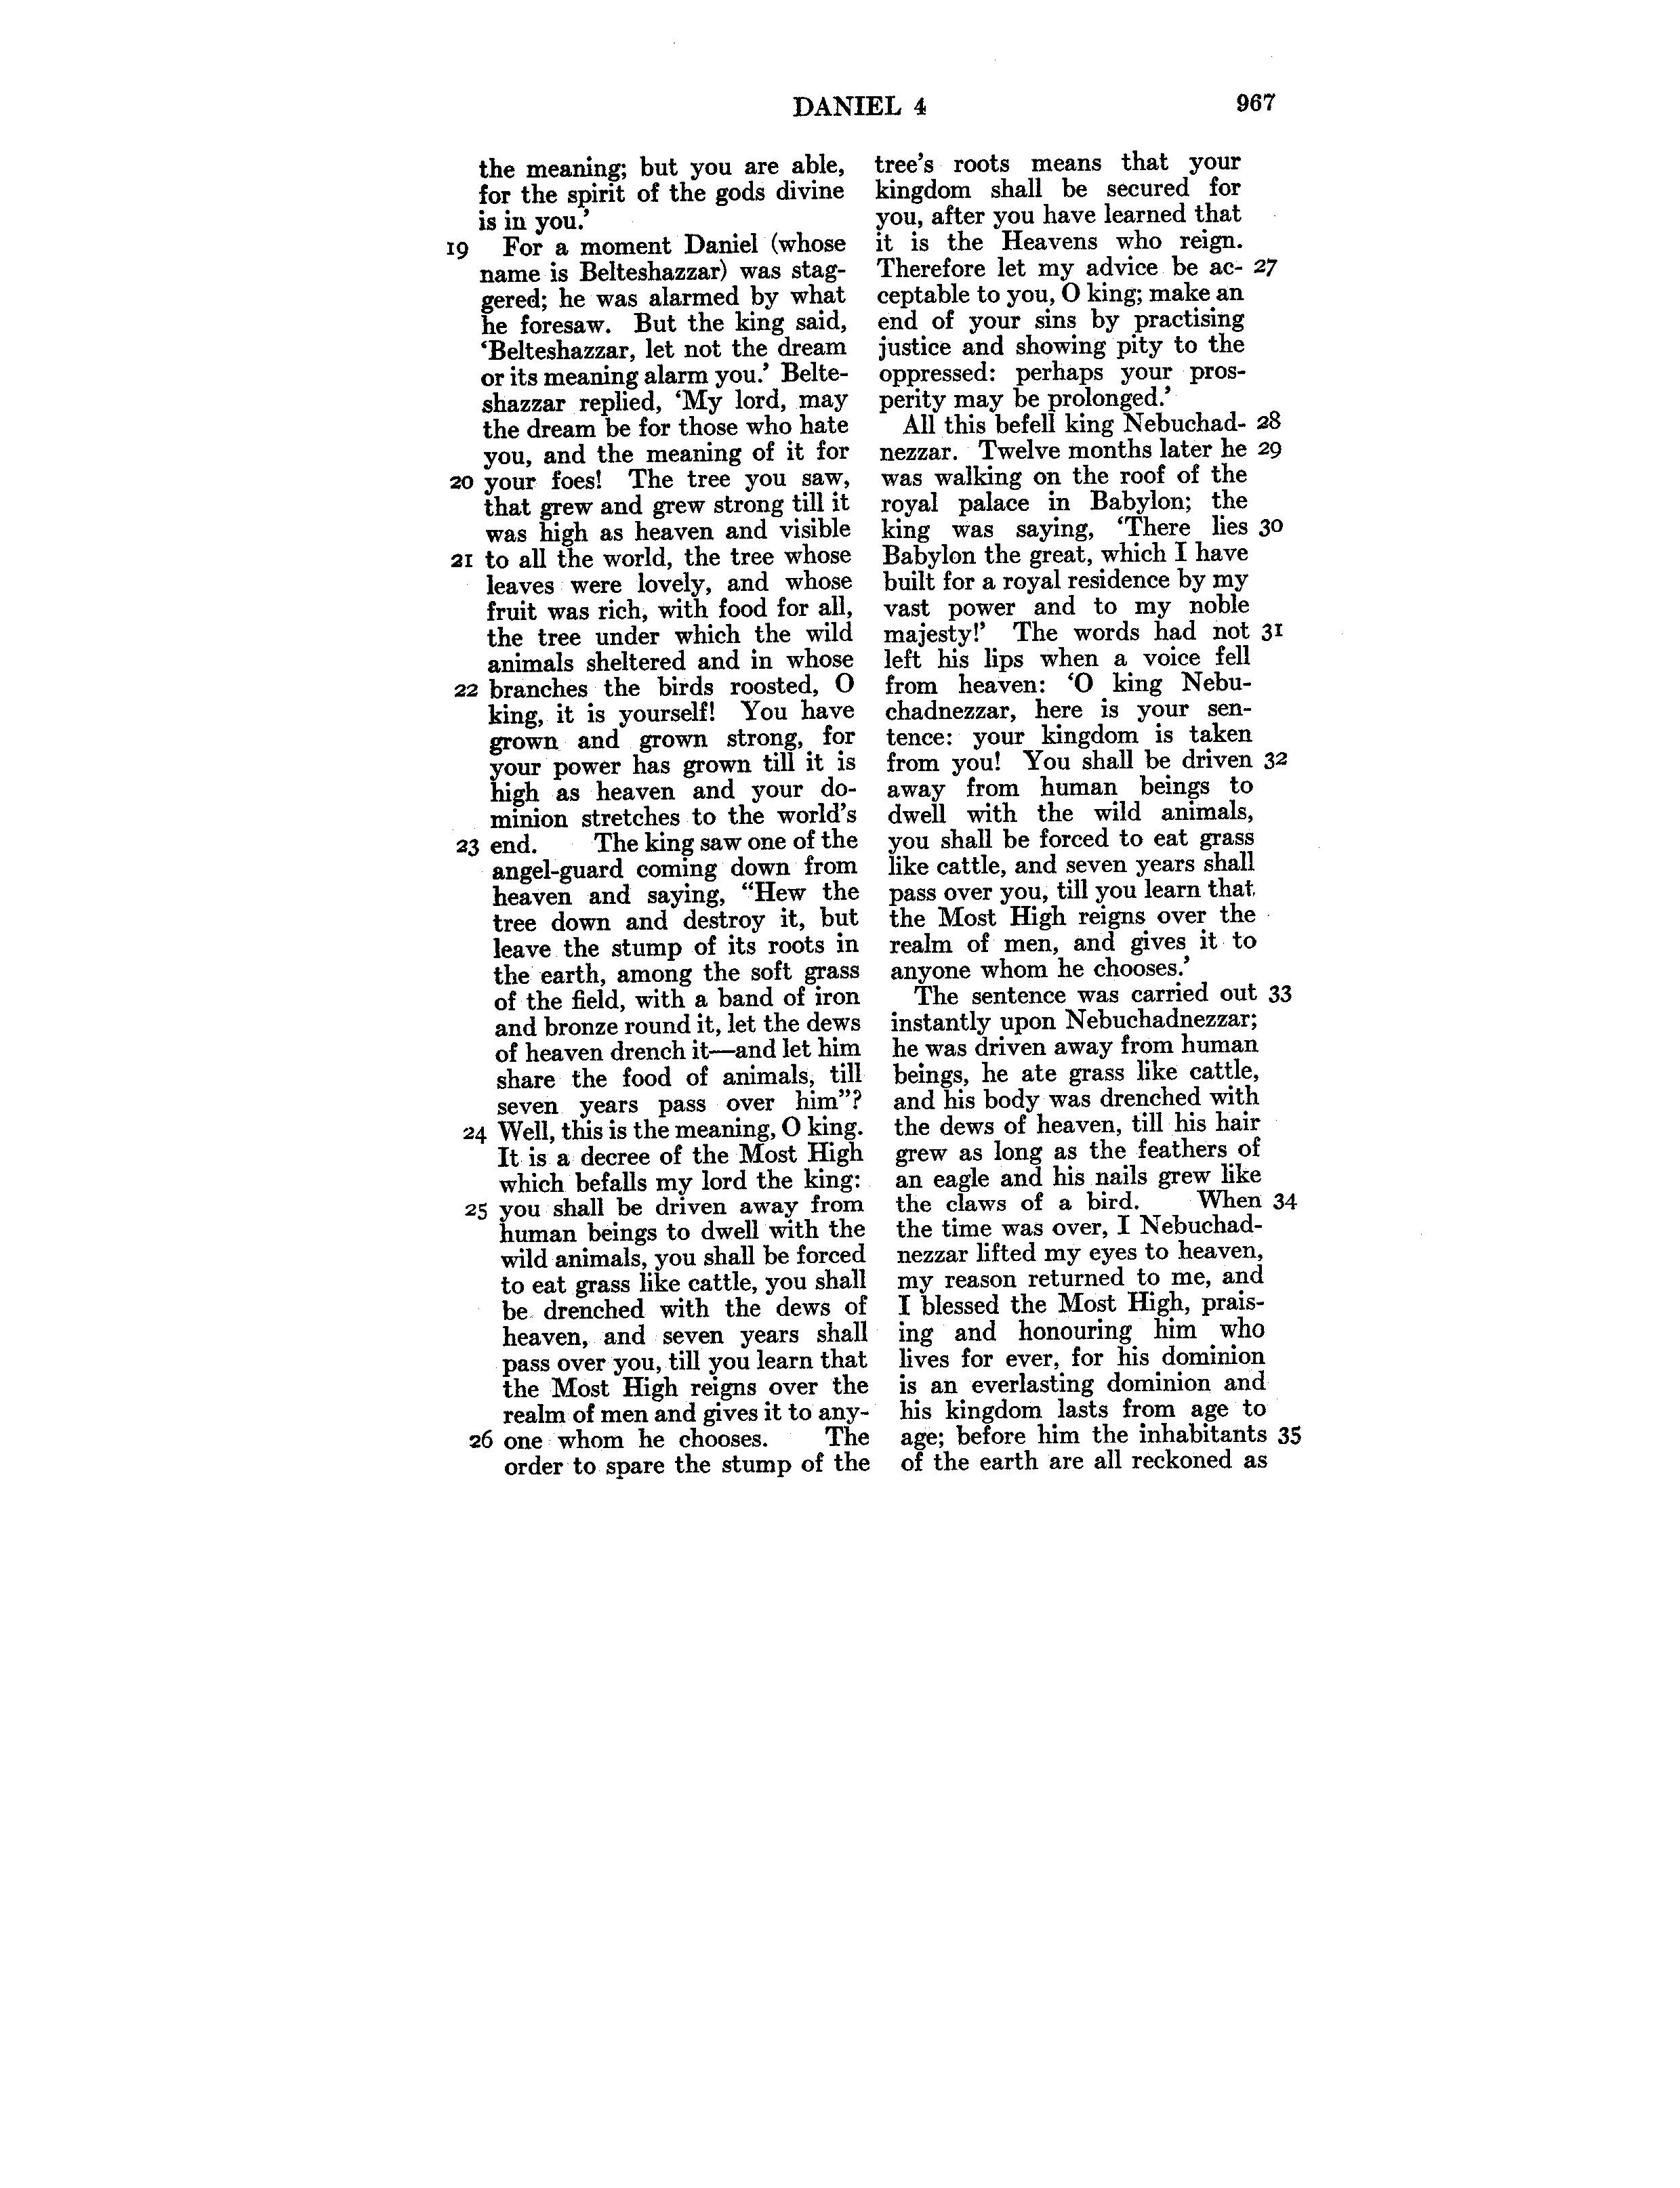 DANIEL 4
967
the meaning; but you are able,
for the spirit of the gods divine
is in you.’
19 For a moment Daniel (whose
name is Belteshazzar) was stag-
gered; he was alarmed by what
he foresaw. But the king said,
‘Belteshazzar, let not the dream
or its meaning alarm you.’ Belte-
shazzar replied, ‘My lord, may
the dream be for those who hate
you, and the meaning of it for
20 your foes! The tree you saw,
that grew and grew strong till it
was high as heaven and visible
21 to all the world, the tree whose
leaves were lovely, and whose
fruit was rich, with food for all,
the tree under which the wild
animals sheltered and in whose
22 branches the birds roosted, O
king, it is yourself! You have
grown and grown strong, for
your power has grown till it is
high as heaven and your do-
minion stretches to the world’s
23 end. The king saw one of the
angel-guard coming down from
heaven and saying, “Hew the
tree down and destroy it, but
leave the stump of its roots in
the earth, among the soft grass
of the field, with a band of iron
and bronze round it, let the dews
of heaven drench it—and let him
share the food of animals, till
seven years pass over him”?
24 Well, this is the meaning, O king.
It is a decree of the Most High
which befalls my lord the king:
25 you shall be driven away from
human beings to dwell with the
wild animals, you shall be forced
to eat grass like cattle, you shall
be drenched with the dews of
heaven, and seven years shall
pass over you, till you learn that
the Most High reigns over the
realm of men and gives it to any-
26 one whom he chooses. The
order to spare the stump of the
tree’s roots means that your
kingdom shall be secured for
you, after you have learned that
it is the Heavens who reign.
Therefore let my advice be ac- 27
ceptable to you, O king; make an
end of your sins by practising
justice and showing pity to the
oppressed: perhaps your pros-
perity may be prolonged.’
All this befell king Nebuchad- 28
nezzar. Twelve months later he 29
was walking on the roof of the
royal palace in Babylon; the
king was saying, ‘There lies 30
Babylon the great, which I have
built for a royal residence by my
vast power and to my noble
majesty!’ The words had not 31
left his lips when a voice fell
from heaven: ‘O king Nebu-
chadnezzar, here is your sen-
tence: your kingdom is taken
from you! You shall be driven 32
away from human beings to
dwell with the wild animals,
you shall be forced to eat grass
like cattle, and seven years shall
pass over you, till you learn that
the Most High reigns over the
realm of men, and gives it to
anyone whom he chooses.’
The sentence was carried out 33
instantly upon Nebuchadnezzar;
he was driven away from human
beings, he ate grass like cattle,
and his body was drenched with
the dews of heaven, till his hair
grew as long as the feathers of
an eagle and his nails grew like
the claws of a bird. When 34
the time was over, I Nebuchad-
nezzar lifted my eyes to heaven,
my reason returned to me, and
I blessed the Most High, prais-
ing and honouring him who
lives for ever, for his dominion
is an everlasting dominion and
his kingdom lasts from age to
age; before him the inhabitants 35
of the earth are all reckoned as